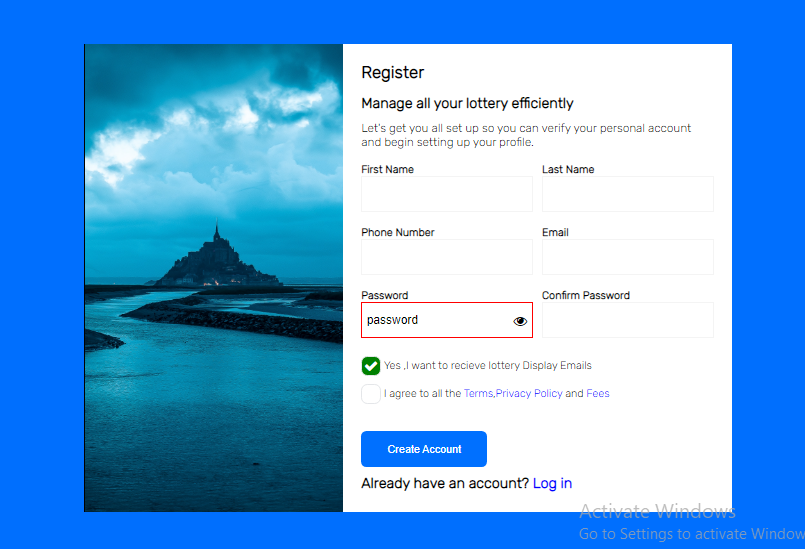 Register
Manage all your lottery efficiently
Let's get you all set up so you can verify your personal account
and begin setting up your profile.
First Name Last Name
Phone Number Email
Password Confirm Password
password
Yes ,I want to recieve lottery Display Emails
I agree to all the Terms,Privacy Policy and Fees
Create Account
Already have an account? Log in
Activate Windows
Go to Settings to activate Window